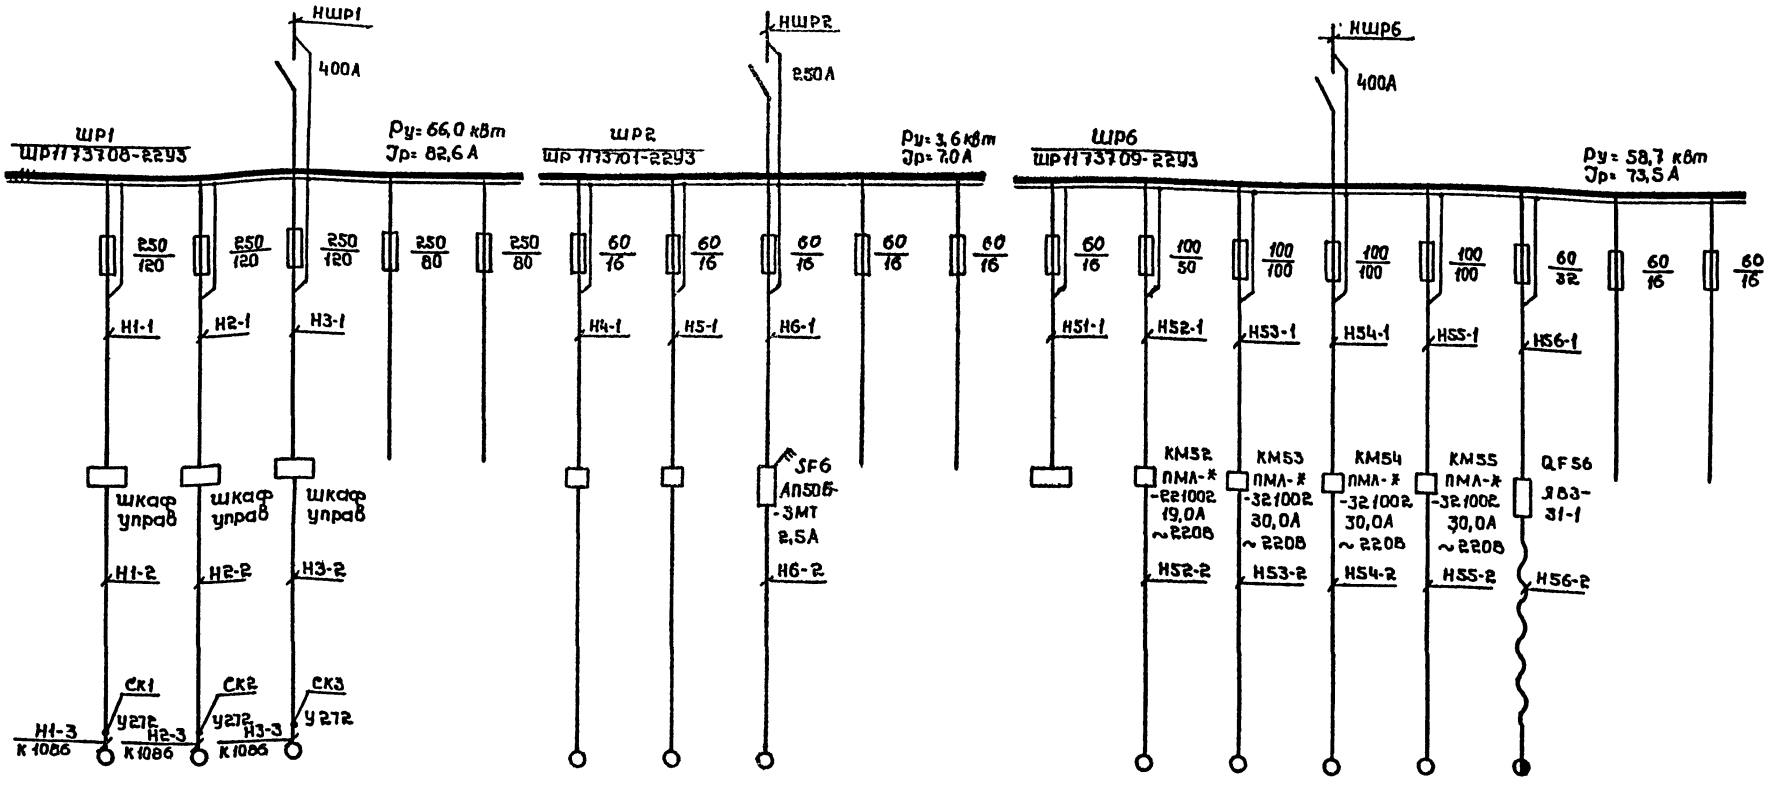 НШР1
400А
ШР1
ШР1173708-22У3
Ру= 66,0 кВт
Jр= 82,6 А
250
120
250
120
250
120
250
80
250
80
Н1-1
Н2-1
Н3-1
шкаф
управ
шкаф
управ
шкаф
управ
Н1-2
Н2-2
Н3-2
СК1
СК2
СК3
У272
У272
У272
Н1-3
К1086
Н2-3
К1086
Н3-3
К1086
НШР2
250А
ШР2
ШР 1173701-22У3
Ру= 3,6 кВт
Jр= 7,0 А
60
16
60
16
60
16
60
16
60
16
Н4-1
Н5-1
Н6-1
SF6
АП50Б-
-3МТ
2,5А
Н6-2
НШР6
400А
ШР6
ШР1173709-22У3
Ру= 58,7 кВт
Jр= 73,5 А
60
16
100
50
100
100
100
100
100
100
60
32
60
16
60
16
Н51-1
Н52-1
Н53-1
Н54-1
Н55-1
Н56-1
КМ52
ПМЛ-*
-221002
19,0А
~220В
КМ53
ПМЛ-*
-321002
30,0А
~220В
КМ54
ПМЛ-*
-321002
30,0А
~220В
КМ55
ПМЛ-*
-321002
30,0А
~220В
QF56
ЯВЗ-
31-1
Н52-2
Н53-2
Н54-2
Н55-2
Н56-2